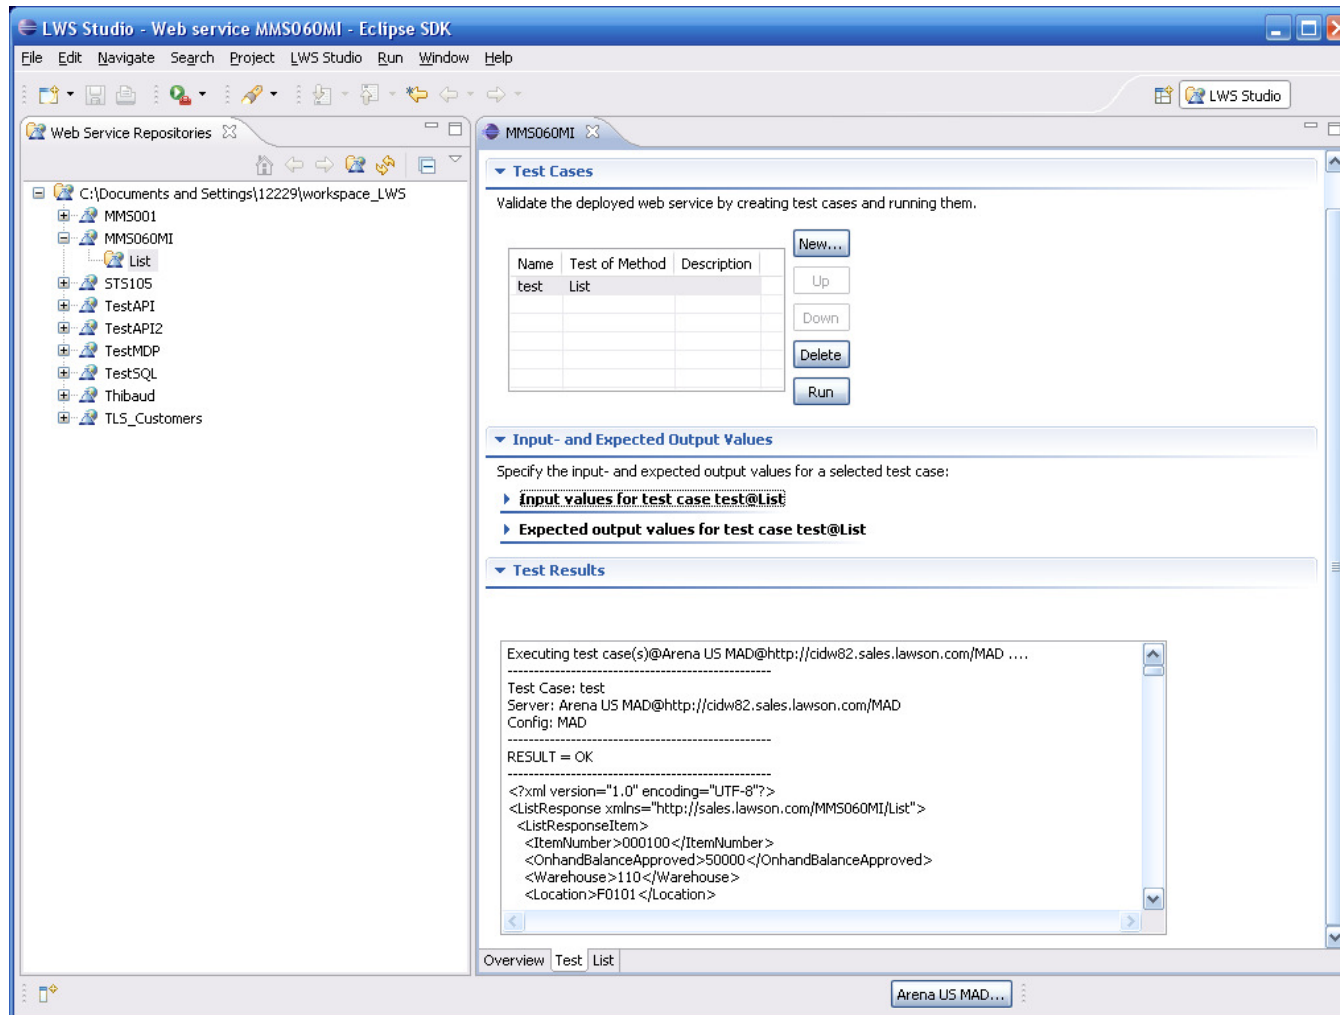 LWS Studio - Web service MMS060MI - Eclipse SDK
File Edit Navigate Search Project LWS Studio Run Window Help
LWS Studio
Web Service Repositories
C:\Documents and Settings\12229\workspace_LWS
MMS001
MMS060MI
List
STS105
TestAPI
TestAPI2
TestMDP
TestSQL
Thibaud
TLS_Customers
MMS060MI
Test Cases
Validate the deployed web service by creating test cases and running them.
Name Test of Method Description
test List
New...
Up
Down
Delete
Run
Input- and Expected Output Values
Specify the input- and expected output values for a selected test case:
Input values for test case test@List
Expected output values for test case test@List
Test Results
Executing test case(s)@Arena US MAD@http://cidw82.sales.lawson.com/MAD ....
--------------------------------------------------
Test Case: test
Server: Arena US MAD@http://cidw82.sales.lawson.com/MAD
Config: MAD
--------------------------------------------------
RESULT = OK
--------------------------------------------------
<?xml version="1.0" encoding="UTF-8"?>
<ListResponse xmlns="http://sales.lawson.com/MMS060MI/List">
<ListResponseItem>
<ItemNumber>000100</ItemNumber>
<OnhandBalanceApproved>50000</OnhandBalanceApproved>
<Warehouse>110</Warehouse>
<Location>F0101</Location>
Overview Test List
Arena US MAD...